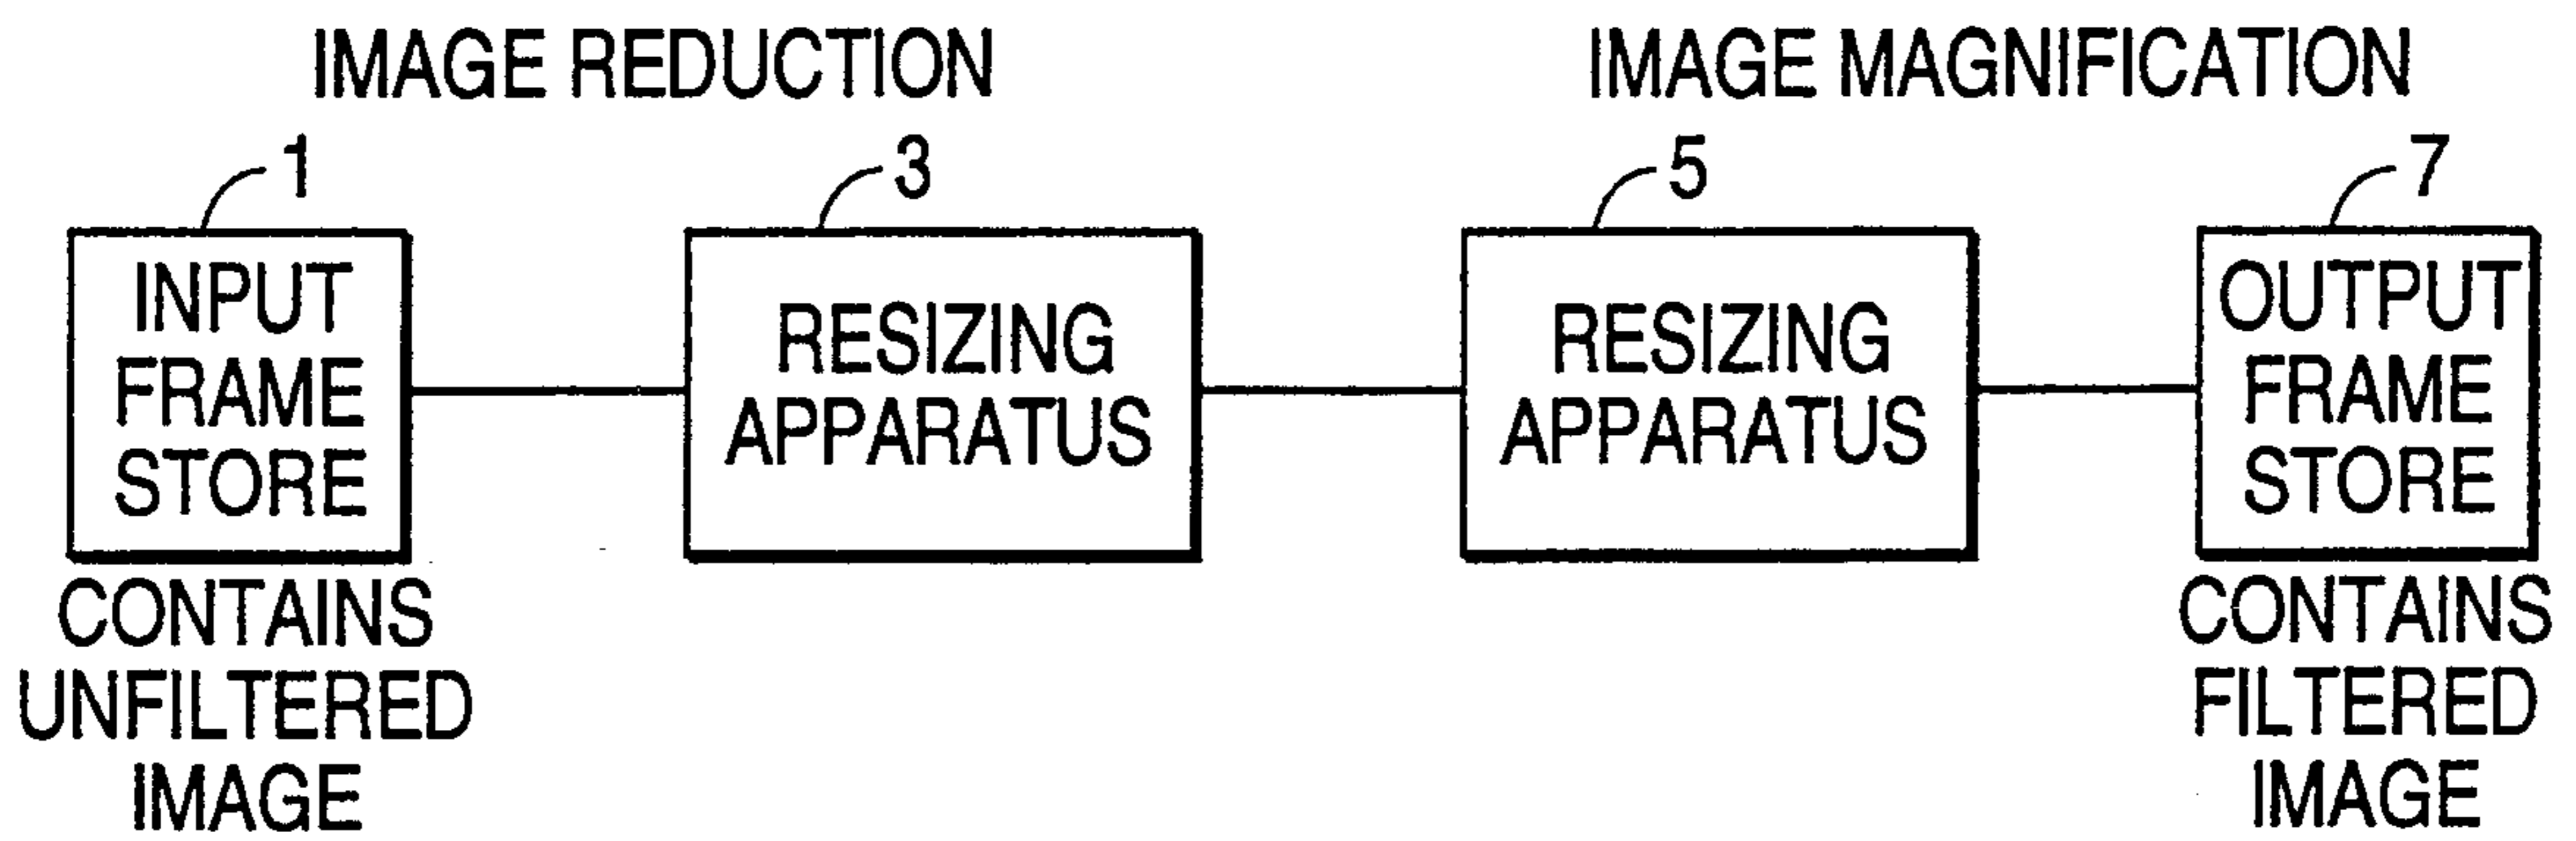 IMAGE REDUCTION
IMAGE MAGNIFICATION
1
3
5
7
INPUT
FRAME
STORE
RESIZING
APPARATUS
RESIZING
APPARATUS
OUTPUT
FRAME
STORE
CONTAINS
UNFILTERED
IMAGE
CONTAINS
FILTERED
IMAGE